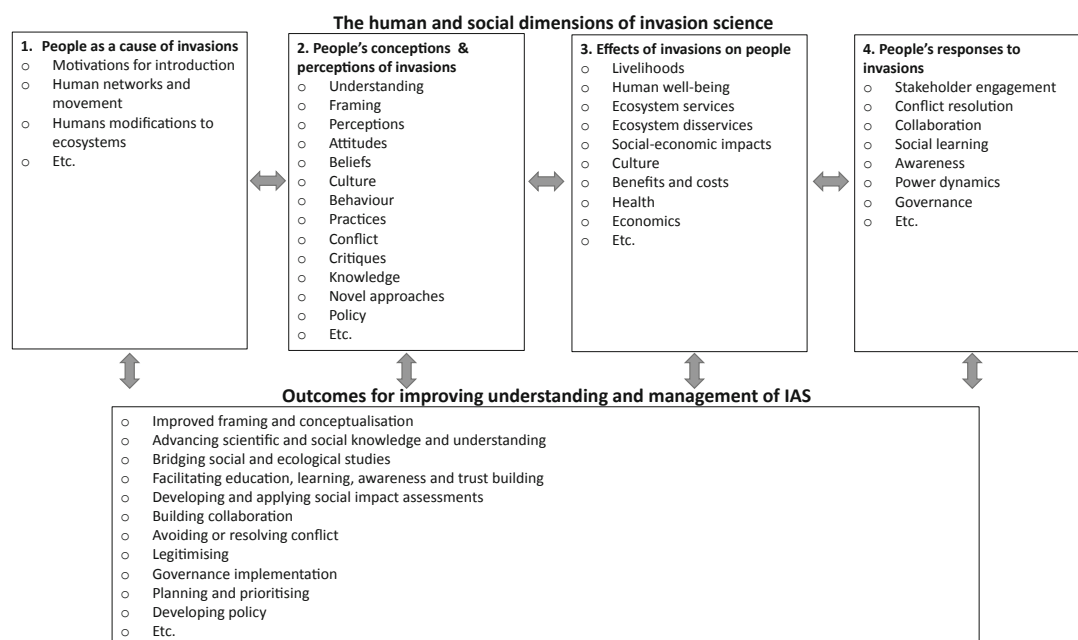 The human and social dimensions of invasion science
1. People as a cause of invasions
○ Motivations for introduction
○ Human networks and
movement
○ Humans modifications to
ecosystems
○ Etc.
2. People's conceptions &
perceptions of invasions
○ Understanding
○ Framing
○ Perceptions
○ Attitudes
○ Beliefs
○ Culture
○ Behaviour
○ Practices
○ Conflict
○ Critiques
○ Knowledge
○ Novel approaches
○ Policy
○ Etc.
3. Effects of invasions on people
○ Livelihoods
○ Human well-being
○ Ecosystem services
○ Ecosystem disservices
○ Social-economic impacts
○ Culture
○ Benefits and costs
○ Health
○ Economics
○ Etc.
4. People's responses to
invasions
○ Stakeholder engagement
○ Conflict resolution
○ Collaboration
○ Social learning
○ Awareness
○ Power dynamics
○ Governance
○ Etc.
Outcomes for improving understanding and management of IAS
○ Improved framing and conceptualisation
○ Advancing scientific and social knowledge and understanding
○ Bridging social and ecological studies
○ Facilitating education, learning, awareness and trust building
○ Developing and applying social impact assessments
○ Building collaboration
○ Avoiding or resolving conflict
○ Legitimising
○ Governance implementation
○ Planning and prioritising
○ Developing policy
○ Etc.